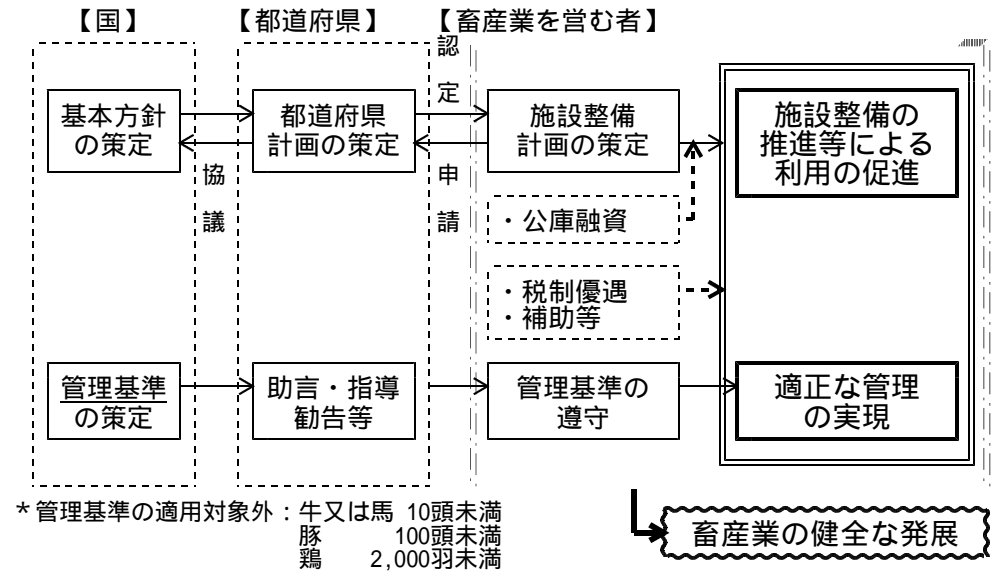 【国】
【都道府県】
【畜産業を営む者】
認定
基本方針
の策定
都道府県
計画の策定
施設整備
計画の策定
施設整備の
推進等による
利用の促進
協議
申請
・公庫融資
・税制優遇
・補助等
管理基準
の策定
助言・指導
勧告等
管理基準の
遵守
適正な管理
の実現
*管理基準の適用対象外：牛又は馬 10頭未満
豚 100頭未満
鶏 2,000羽未満
畜産業の健全な発展